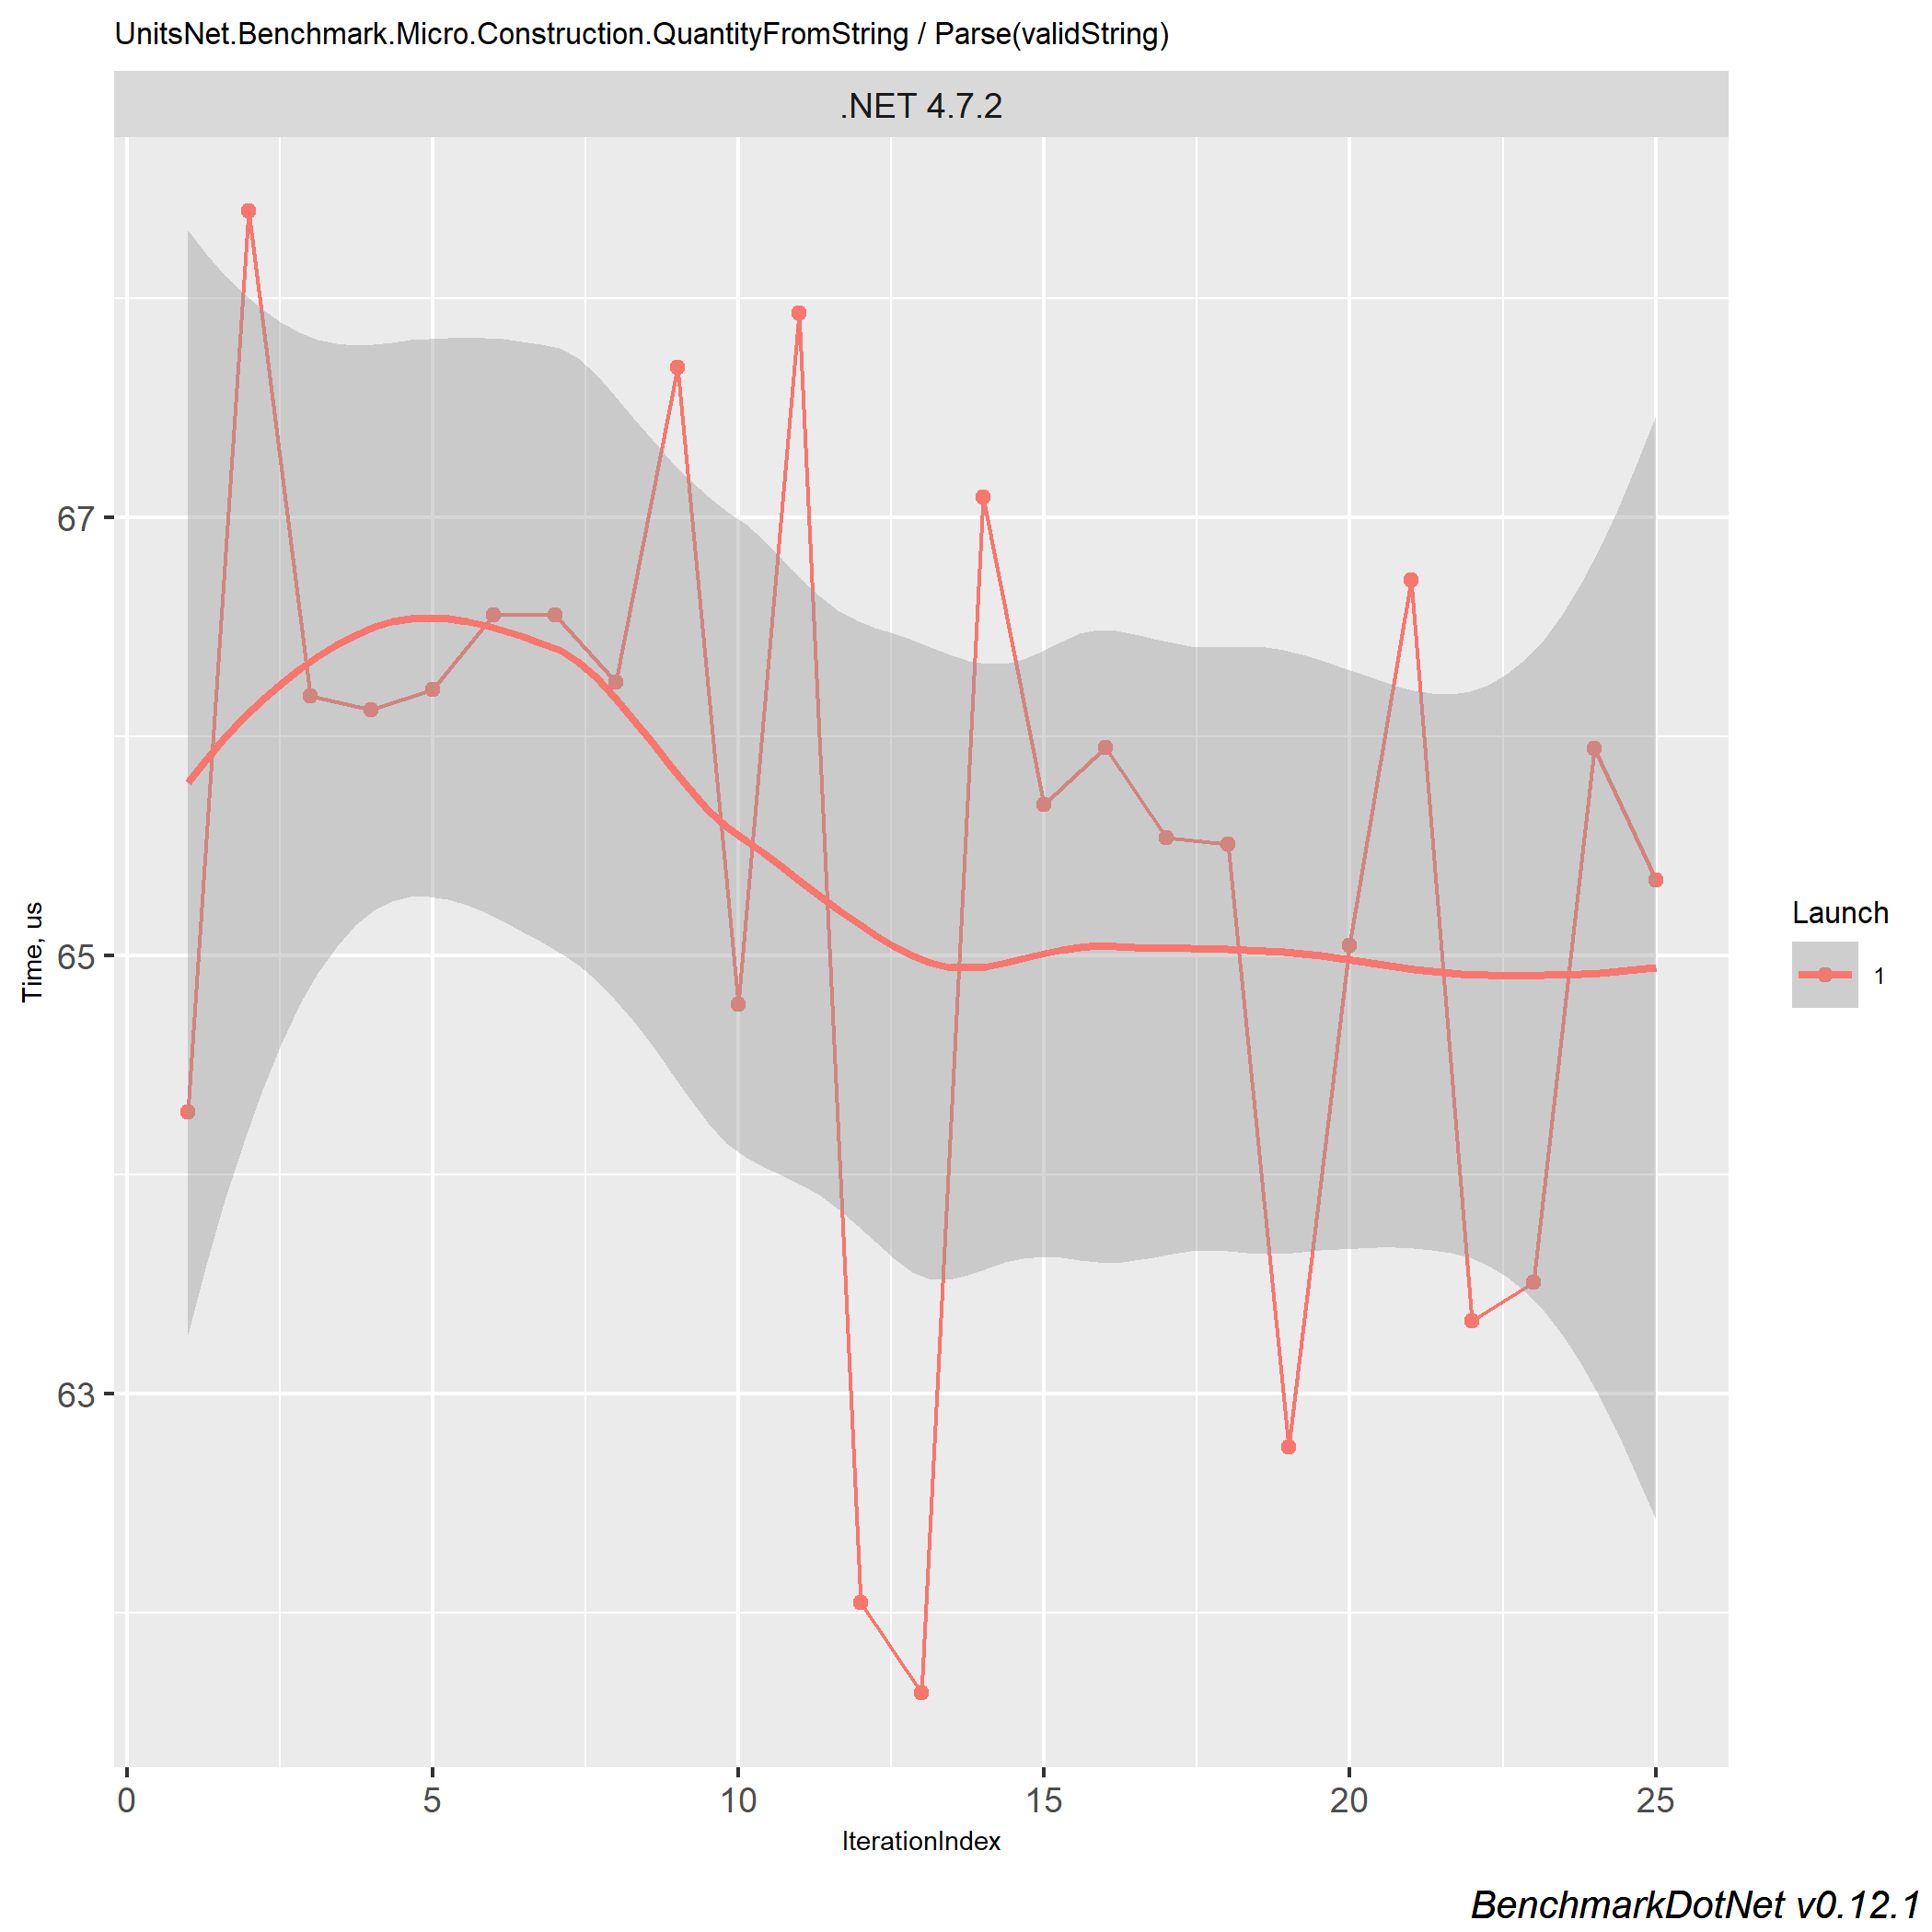 UnitsNet.Benchmark.Micro.Construction.QuantityFromString / Parse(validString)
.NET 4.7.2
67
65
63
Time, us
Launch
1
0 5 10 15 20 25
IterationIndex
BenchmarkDotNet v0.12.1